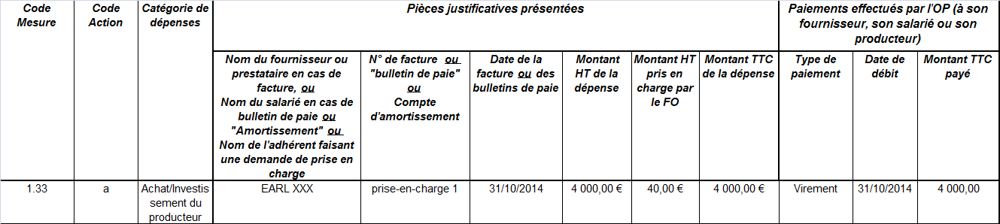 Code
Mesure
Code
Action
Catégorie de
dépenses
Pièces justificatives présentées
Paiements effectués par l'OP (à son
fournisseur, son salarié ou son
producteur)
Nom du fournisseur ou
prestataire en cas de
facture, ou
Nom du salarié en cas de
bulletin de paie ou
"Amortissement" ou
Nom de l'adhérent faisant
une demande de prise en
charge
N° de facture ou
"bulletin de paie"
ou
Compte
d'amortissement
Date de la
facture ou des
bulletins de paie
Montant
HT de la
dépense
Montant HT
pris en
charge par
le FO
Montant TTC
de la dépense
Type de
paiement
Date de
débit
Montant TTC
payé
1.33
a
Achat/Investis
sement du
producteur
EARL XXX
prise-en-charge 1
31/10/2014
4 000,00 €
40,00 €
4 000,00 €
Virement
31/10/2014
4 000,00